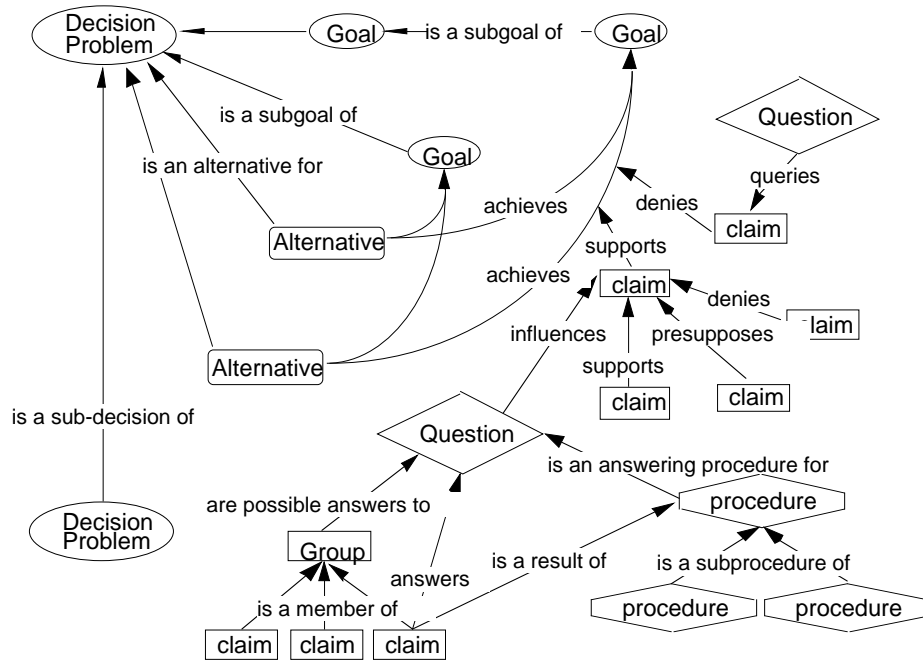 Decision
Problem
Goal
is a subgoal of
Goal
is a subgoal of
Question
Goal
is an alternative for
queries
achieves
denies
claim
Alternative
supports
achieves
claim
denies
claim
influences
presupposes
Alternative
supports
claim
claim
is a sub-decision of
Question
is an answering procedure for
are possible answers to
procedure
Decision
Problem
Group
is a result of
answers
is a subprocedure of
is a member of
procedure
procedure
claim
claim
claim